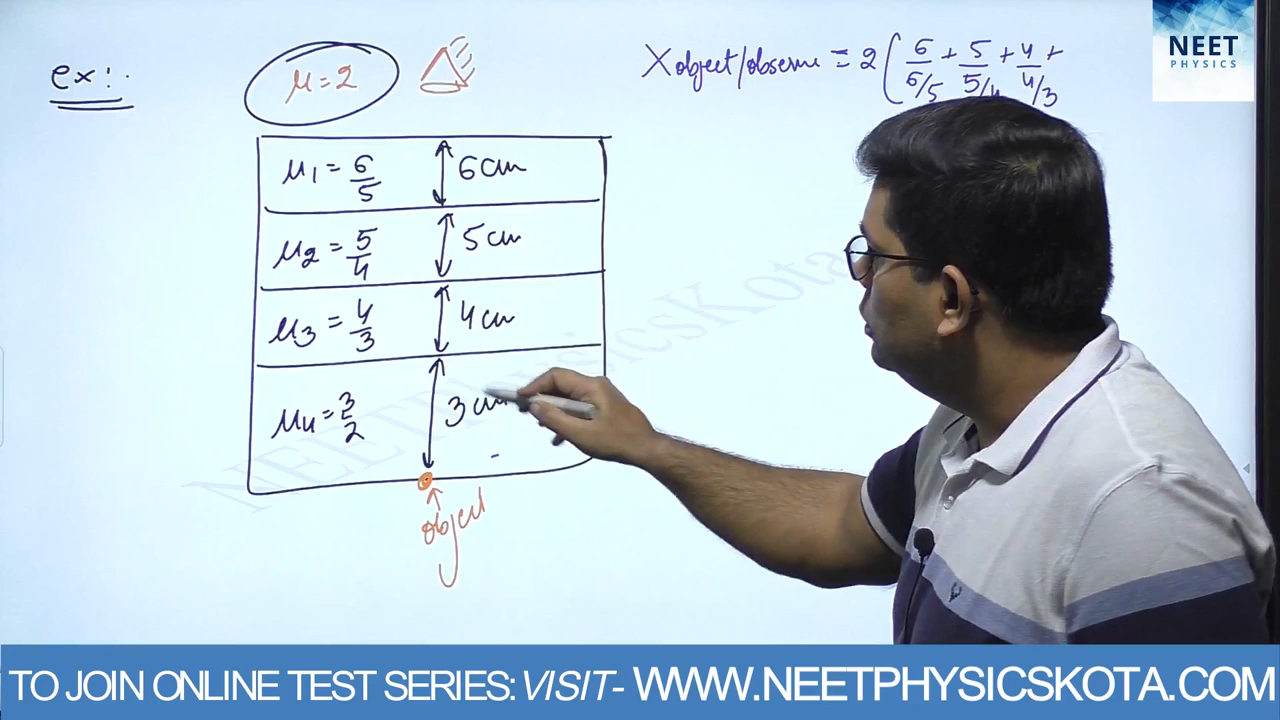 ex:
μ=2
X object/observer = 2 ( 6/6/5 + 5/5/4 + 4/4/3 +
NEET
PHYSICS
μ1 = 6/5 6 cm
μ2 = 5/4 5 cm
μ3 = 4/3 4 cm
μ4 = 3/2 3 cm
object
NEETPhysicsKota
TO JOIN ONLINE TEST SERIES: VISIT- WWW.NEETPHYSICSKOTA.COM